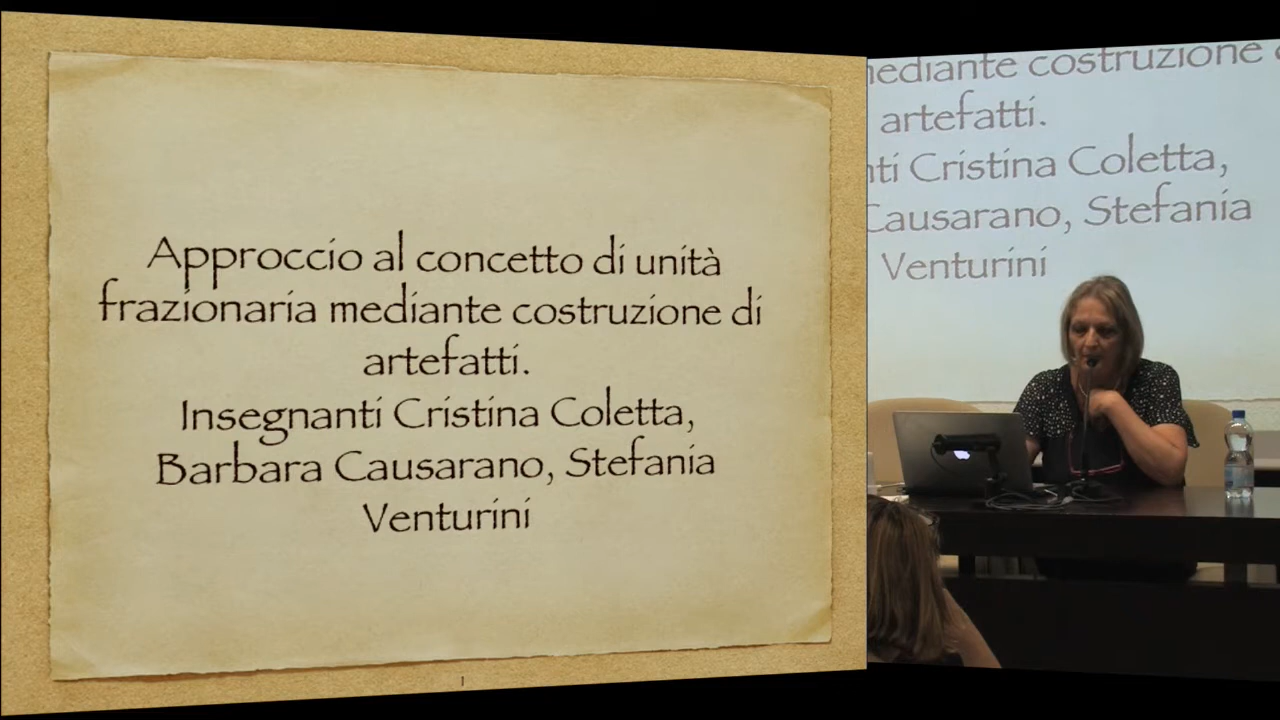 Approccio al concetto di unità
frazionaria mediante costruzione di
artefatti.
Insegnanti Cristina Coletta,
Barbara Causarano, Stefania
Venturini
1
mediante costruzione
artefatti.
Cristina Coletta,
Causarano, Stefania
Venturini